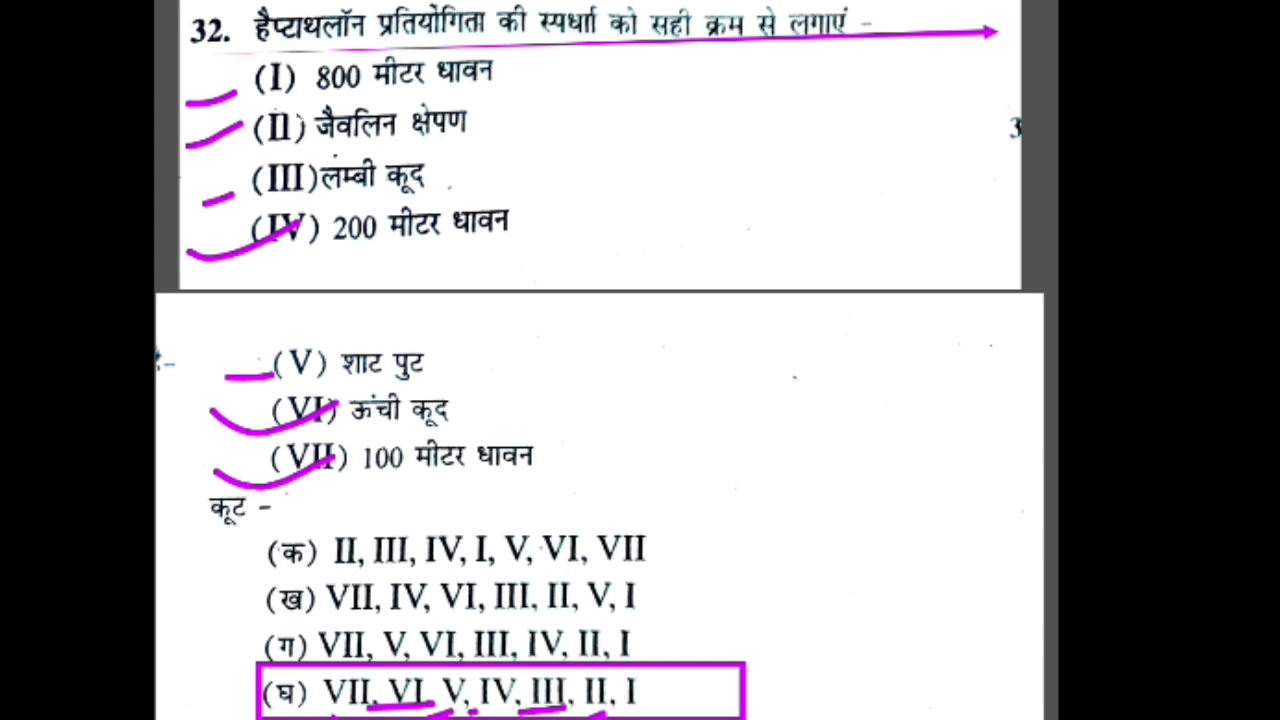 32. हैप्टाथलॉन प्रतियोगिता की स्पर्धाा को सही क्रम से लगाएं -
(I) 800 मीटर धावन
(II) जैवलिन क्षेपण
3
(III)लम्बी कूद
(IV) 200 मीटर धावन
(V) शाट पुट
(VI) ऊंची कूद
(VII) 100 मीटर धावन
कूट -
(क) II, III, IV, I, V, VI, VII
(ख) VII, IV, VI, III, II, V, I
(ग) VII, V, VI, III, IV, II, I
(घ) VII, VI, V, IV, III, II, I